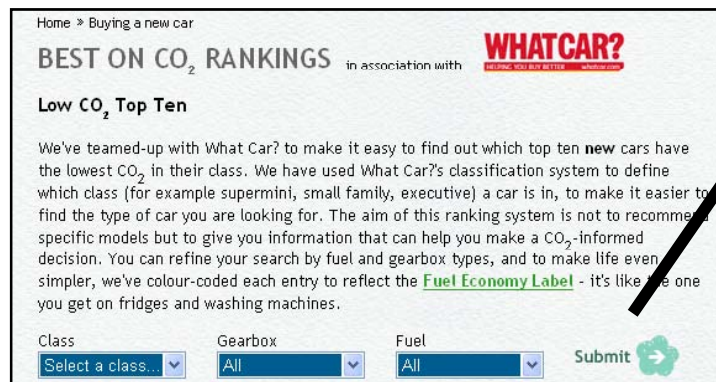 Home » Buying a new car
BEST ON CO2 RANKINGS in association with WHATCAR?
HELPING YOU BUY BETTER whatcar.com
Low CO2 Top Ten
We've teamed-up with What Car? to make it easy to find out which top ten new cars have
the lowest CO2 in their class. We have used What Car?'s classification system to define
which class (for example supermini, small family, executive) a car is in, to make it easier to
find the type of car you are looking for. The aim of this ranking system is not to recommend
specific models but to give you information that can help you make a CO2-informed
decision. You can refine your search by fuel and gearbox types, and to make life even
simpler, we've colour-coded each entry to reflect the Fuel Economy Label - it's like the one
you get on fridges and washing machines.
Class Gearbox Fuel
Select a class... All All Submit